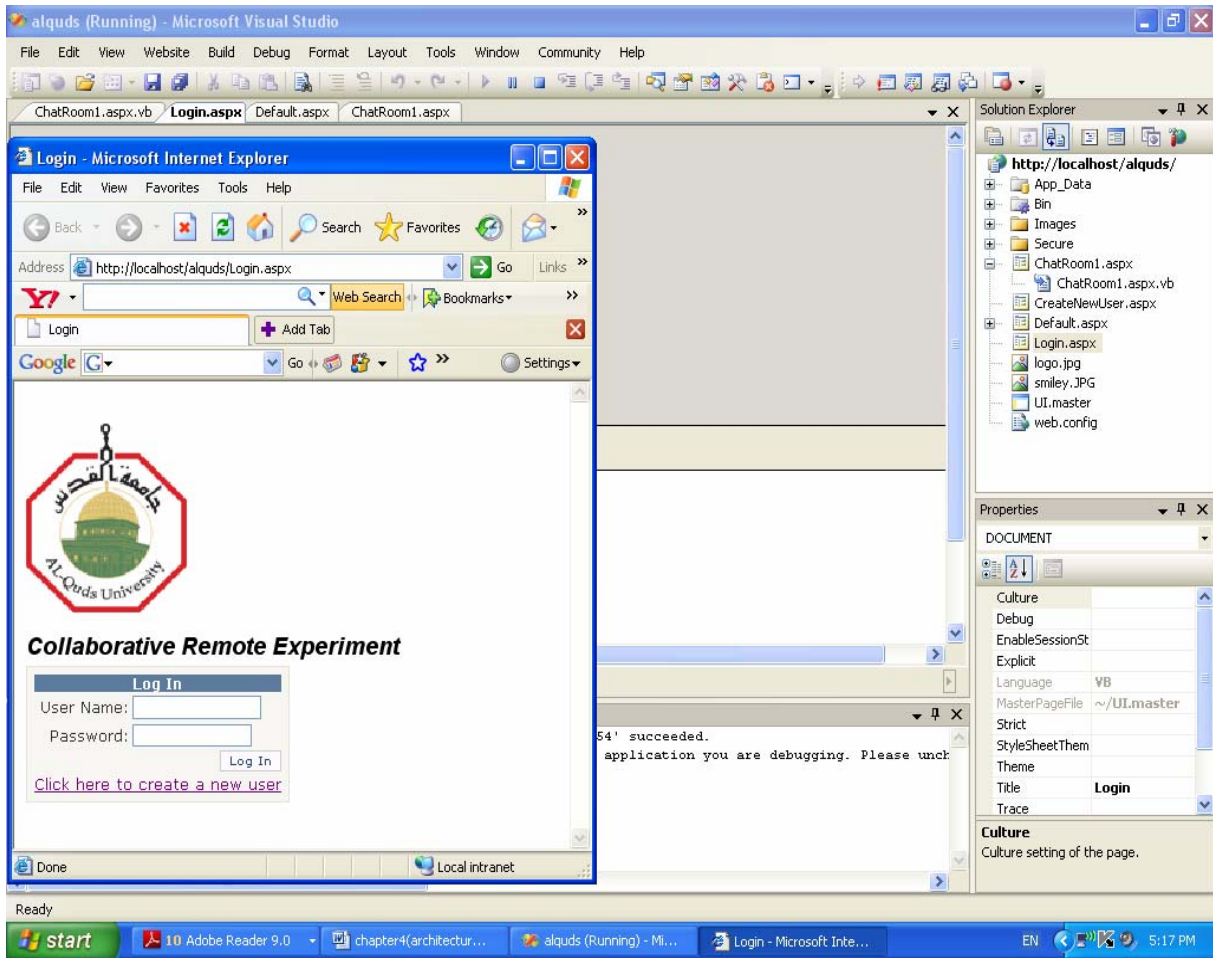 alquds (Running) - Microsoft Visual Studio
File Edit View Website Build Debug Format Layout Tools Window Community Help
ChatRoom1.aspx.vb Login.aspx Default.aspx ChatRoom1.aspx
Login - Microsoft Internet Explorer
File Edit View Favorites Tools Help
Back Search Favorites
Address http://localhost/alquds/Login.aspx Go Links
Y! Web Search Bookmarks
Login Add Tab
Google G Go Settings
جامعة القدس
AL-Quds University
Collaborative Remote Experiment
Log In
User Name:
Password:
Log In
Click here to create a new user
Done Local intranet
54' succeeded.
application you are debugging. Please unch
Solution Explorer
http://localhost/alquds/
App_Data
Bin
Images
Secure
ChatRoom1.aspx
ChatRoom1.aspx.vb
CreateNewUser.aspx
Default.aspx
Login.aspx
logo.jpg
smiley.JPG
UI.master
web.config
Properties
DOCUMENT
Culture
Debug
EnableSessionSt
Explicit
Language VB
MasterPageFile ~/UI.master
Strict
StyleSheetThem
Theme
Title Login
Trace
Culture
Culture setting of the page.
Ready
start 10 Adobe Reader 9.0 chapter4(architectur... alquds (Running) - Mi... Login - Microsoft Inte... EN 5:17 PM